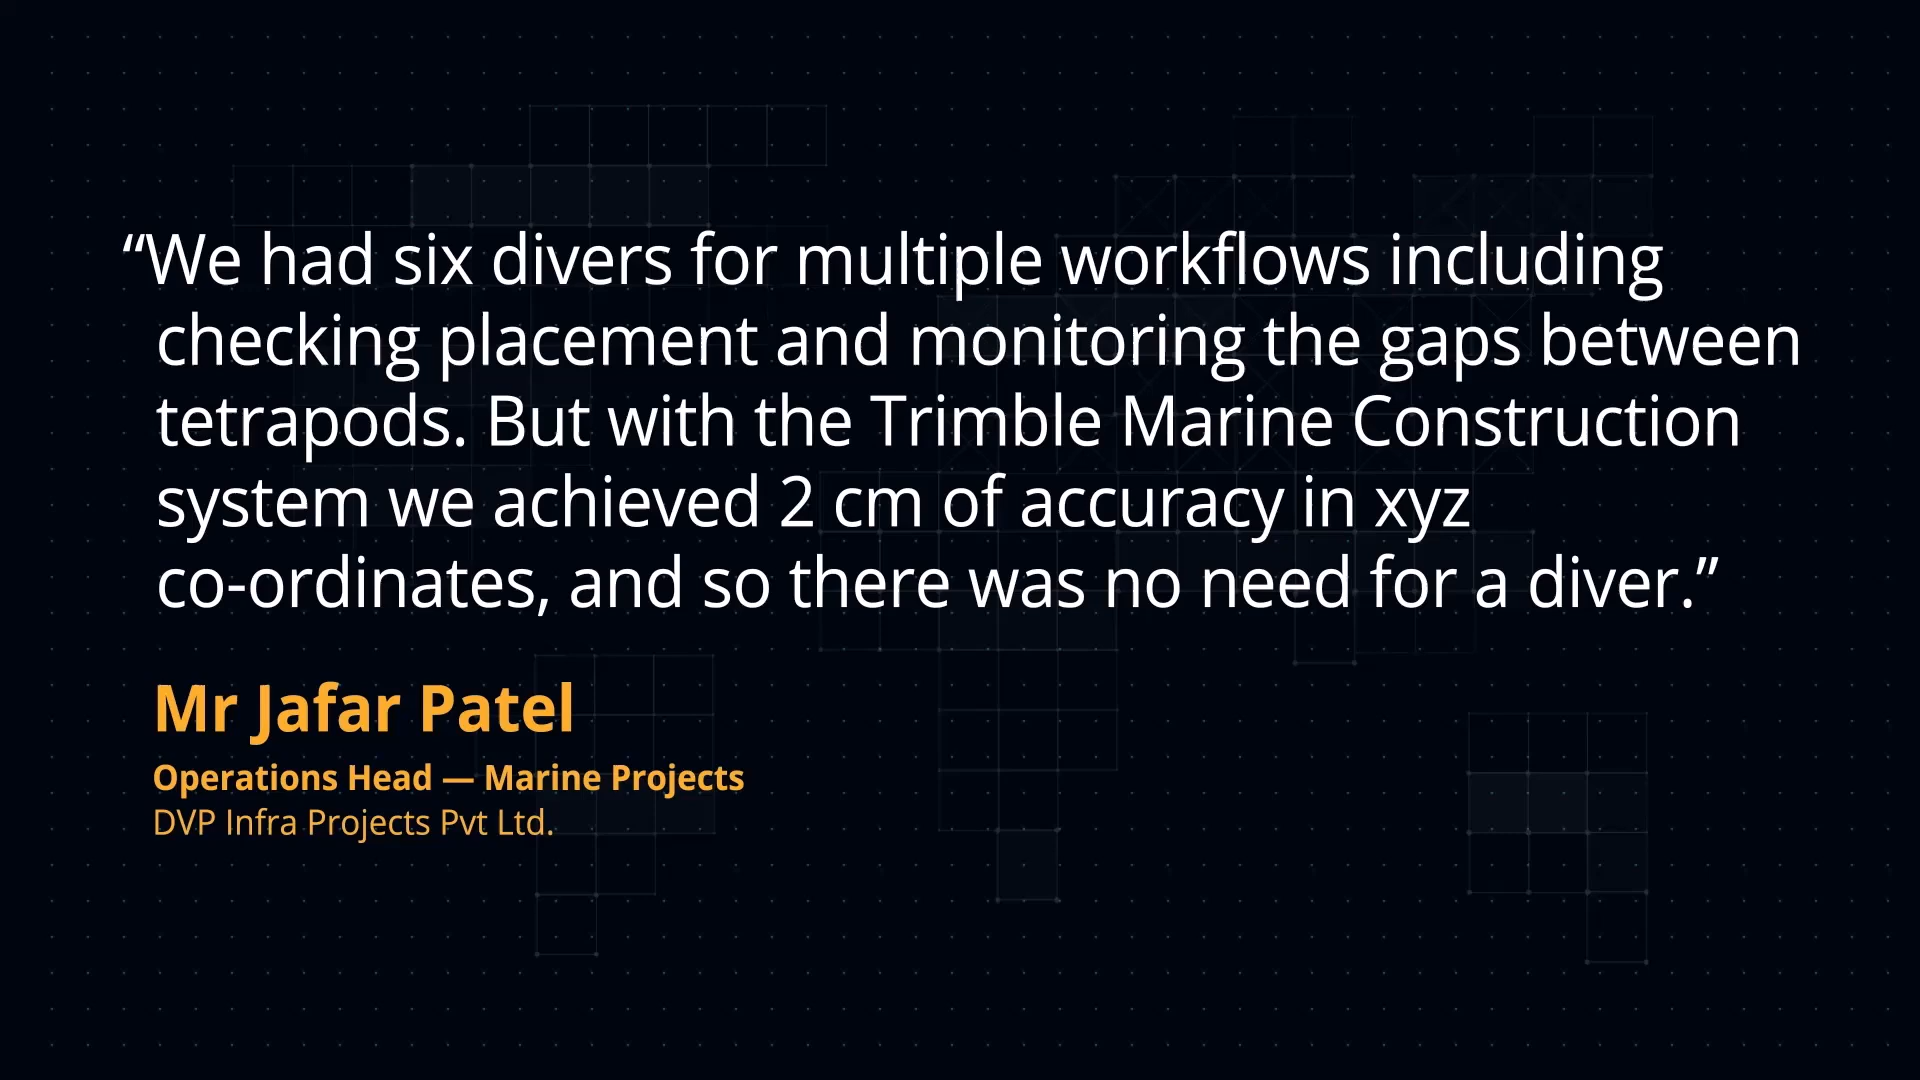 “We had six divers for multiple workflows including
checking placement and monitoring the gaps between
tetrapods. But with the Trimble Marine Construction
system we achieved 2 cm of accuracy in xyz
co-ordinates, and so there was no need for a diver.”
Mr Jafar Patel
Operations Head — Marine Projects
DVP Infra Projects Pvt Ltd.